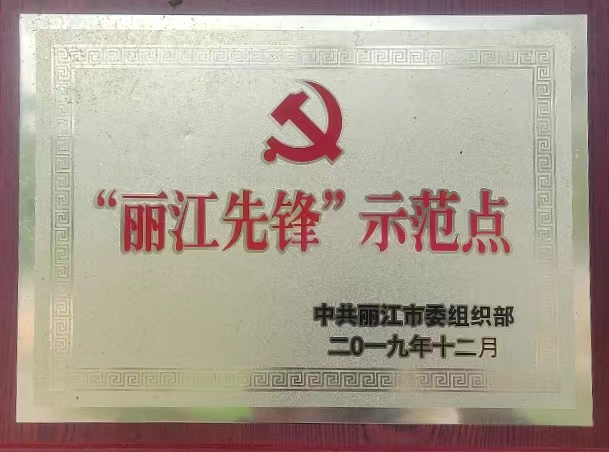 “丽江先锋”示范点
中共丽江市委组织部
二0一九年十二月